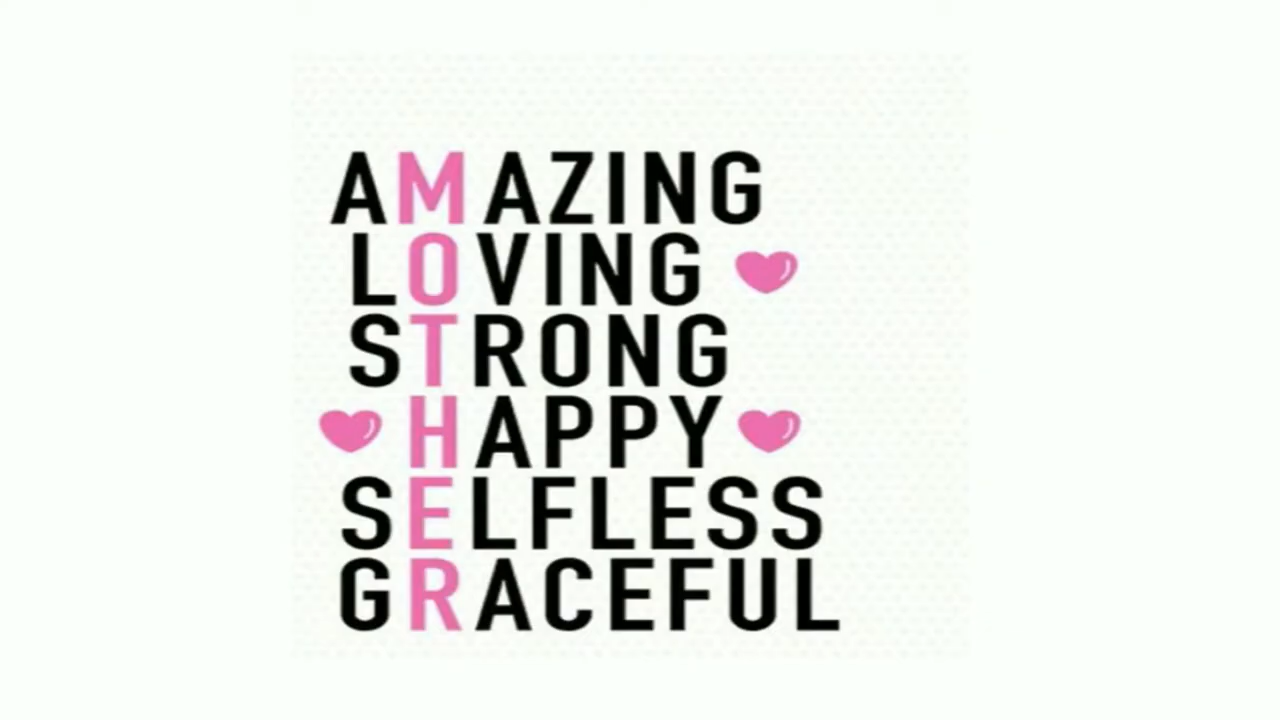 AMAZING
LOVING
STRONG
HAPPY
SELFLESS
GRACEFUL